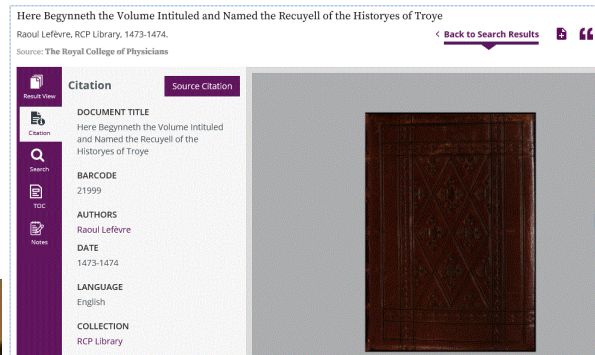 Here Begynneth the Volume Intituled and Named the Recuyell of the Historyes of Troye
Raoul Lefèvre, RCP Library, 1473-1474.
< Back to Search Results
Source: The Royal College of Physicians
Result View
Citation
Search
TOC
Notes
Citation
Source Citation
DOCUMENT TITLE
Here Begynneth the Volume Intituled
and Named the Recuyell of the
Historyes of Troye
BARCODE
21999
AUTHORS
Raoul Lefèvre
DATE
1473-1474
LANGUAGE
English
COLLECTION
RCP Library